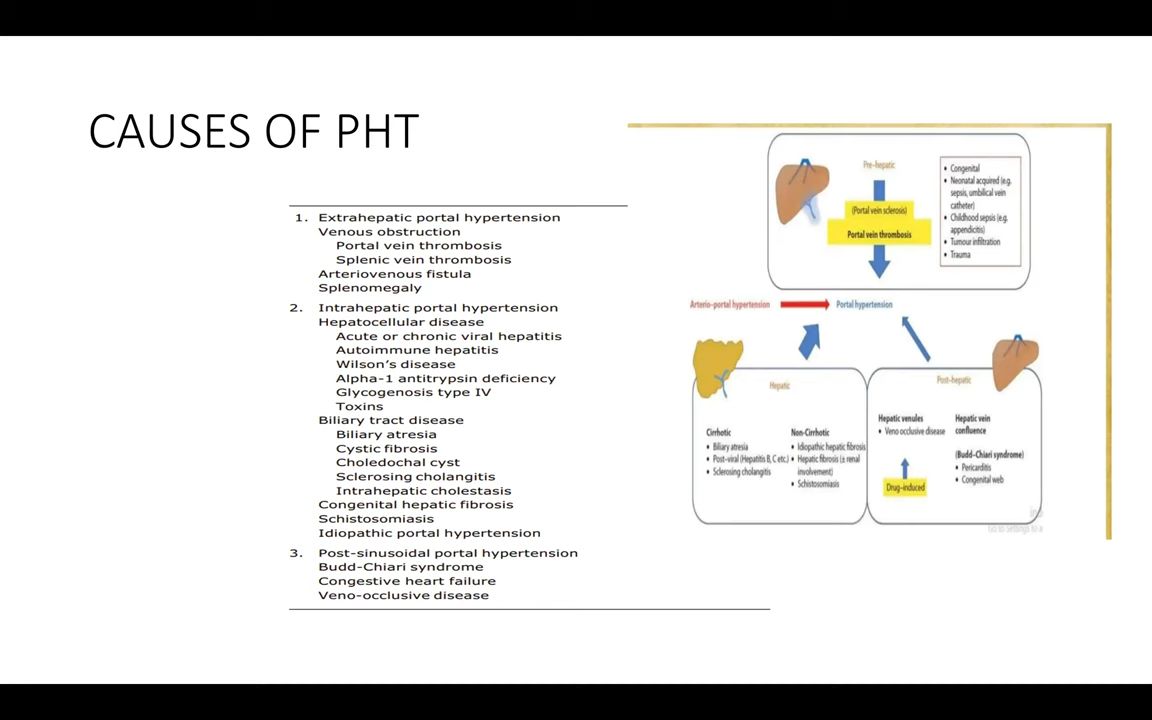 CAUSES OF PHT
1. Extrahepatic portal hypertension
Venous obstruction
Portal vein thrombosis
Splenic vein thrombosis
Arteriovenous fistula
Splenomegaly
2. Intrahepatic portal hypertension
Hepatocellular disease
Acute or chronic viral hepatitis
Autoimmune hepatitis
Wilson's disease
Alpha-1 antitrypsin deficiency
Glycogenosis type IV
Toxins
Biliary tract disease
Biliary atresia
Cystic fibrosis
Choledochal cyst
Sclerosing cholangitis
Intrahepatic cholestasis
Congenital hepatic fibrosis
Schistosomiasis
Idiopathic portal hypertension
3. Post-sinusoidal portal hypertension
Budd-Chiari syndrome
Congestive heart failure
Veno-occlusive disease
Pre-hepatic
(Portal vein sclerosis)
Portal vein thrombosis
• Congenital
• Neonatal acquired (e.g.
sepsis, umbilical vein
catheter)
• Childhood sepsis (e.g.
appendicitis)
• Tumour infiltration
• Trauma
Arterio-portal hypertension
Portal hypertension
Hepatic
Cirrhotic
• Biliary atresia
• Post-viral (Hepatitis B, C etc.)
• Sclerosing cholangitis
Non-Cirrhotic
• Idiopathic hepatic fibrosis
• Hepatic fibrosis (± renal
involvement)
• Schistosomiasis
Post-hepatic
Hepatic venules
• Veno occlusive disease
Drug-induced
Hepatic vein
confluence
(Budd-Chiari syndrome)
• Pericarditis
• Congenital web
Go to Settings to a